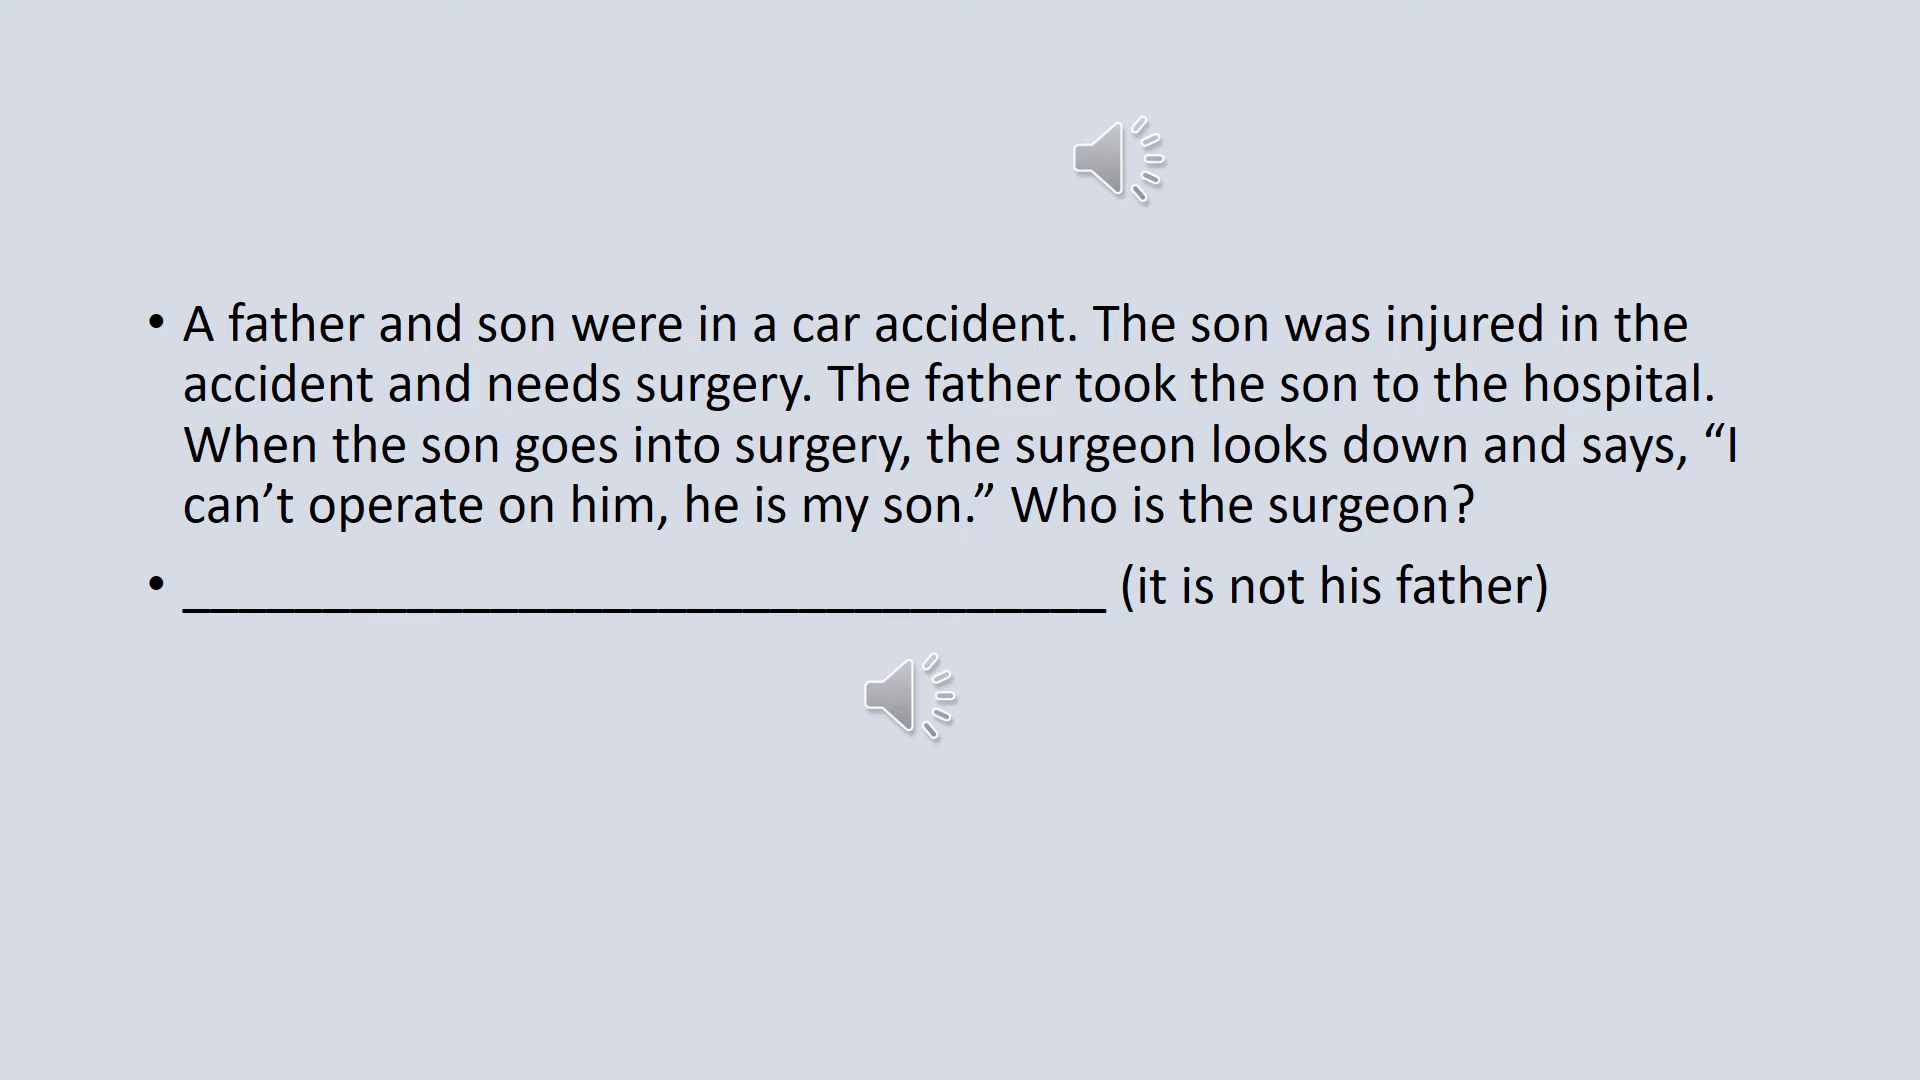 • A father and son were in a car accident. The son was injured in the
accident and needs surgery. The father took the son to the hospital.
When the son goes into surgery, the surgeon looks down and says, “I
can’t operate on him, he is my son.” Who is the surgeon?
• _________________________________ (it is not his father)